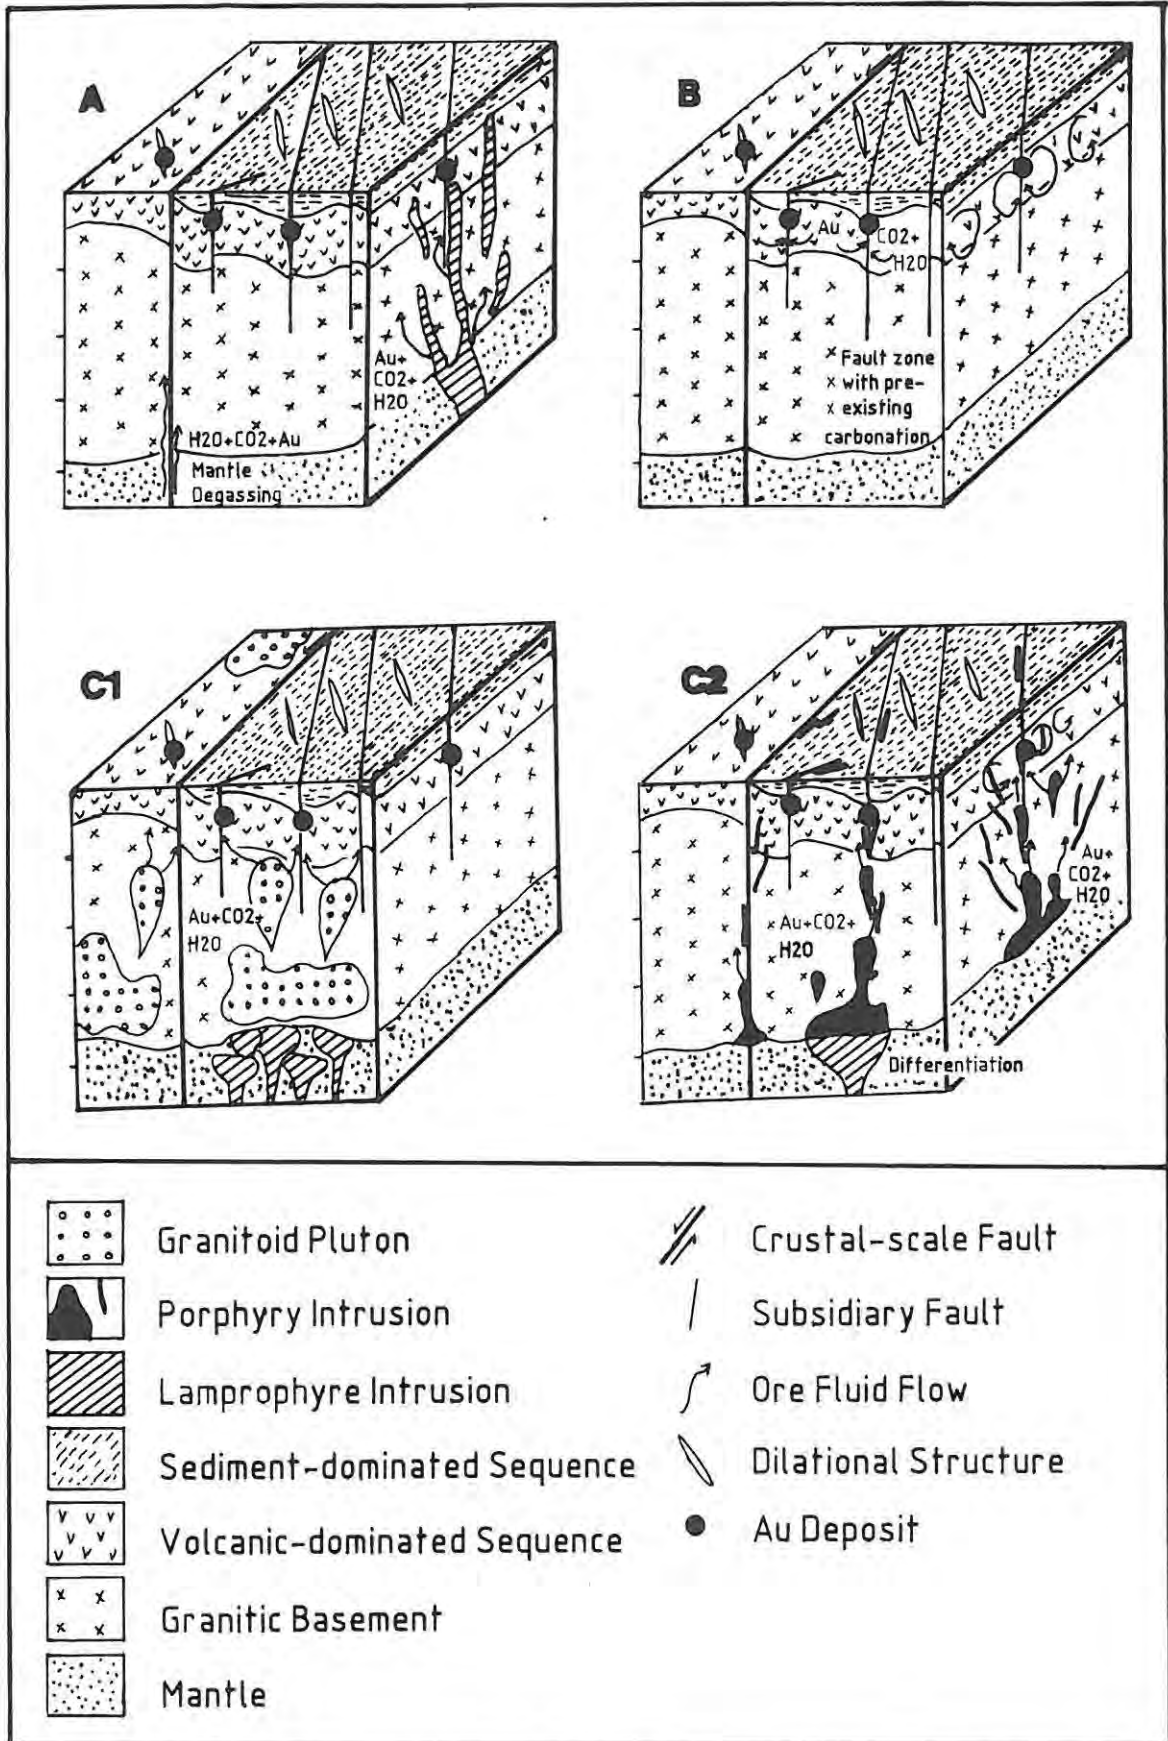 A
Au+
CO2+
H2O
H2O+CO2+Au
Mantle
Degassing
B
Au
CO2+
H2O
Fault zone
with pre-
existing
carbonation
C1
Au+CO2+
H2O
C2
Au+CO2+
H2O
Au+
CO2+
H2O
Differentiation
Granitoid Pluton
Porphyry Intrusion
Lamprophyre Intrusion
Sediment-dominated Sequence
Volcanic-dominated Sequence
Granitic Basement
Mantle
Crustal-scale Fault
Subsidiary Fault
Ore Fluid Flow
Dilational Structure
Au Deposit